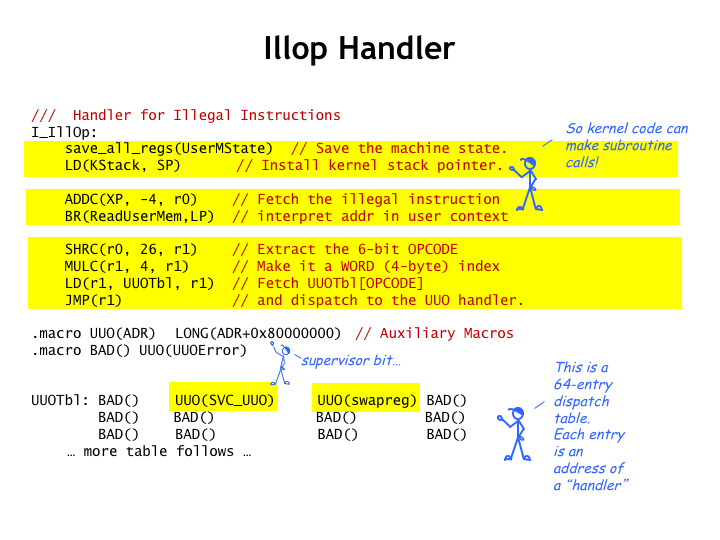 Illop Handler
/// Handler for Illegal Instructions
I_IllOp:
save_all_regs(UserMState) // Save the machine state.
LD(KStack, SP) // Install kernel stack pointer.
So kernel code can
make subroutine
calls!
ADDC(XP, -4, r0) // Fetch the illegal instruction
BR(ReadUserMem,LP) // interpret addr in user context
SHRC(r0, 26, r1) // Extract the 6-bit OPCODE
MULC(r1, 4, r1) // Make it a WORD (4-byte) index
LD(r1, UUOTbl, r1) // Fetch UUOTbl[OPCODE]
JMP(r1) // and dispatch to the UUO handler.
.macro UUO(ADR) LONG(ADR+0x80000000) // Auxiliary Macros
.macro BAD() UUO(UUOError)
supervisor bit…
UUOTbl: BAD() UUO(SVC_UUO) UUO(swapreg) BAD()
BAD() BAD() BAD() BAD()
BAD() BAD() BAD() BAD()
… more table follows …
This is a
64-entry
dispatch
table.
Each entry
is an
address of
a “handler”